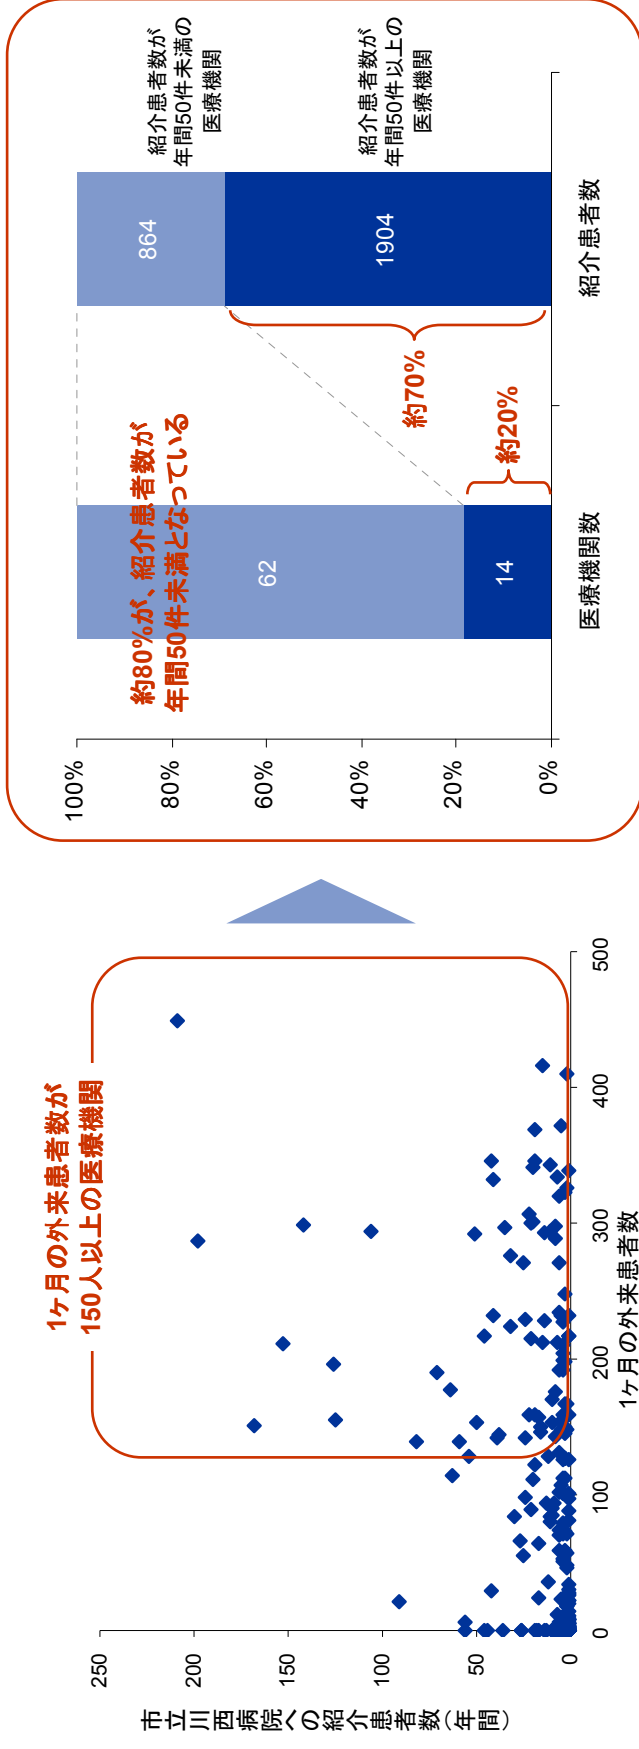 1ヶ月の外来患者数が
150人以上の医療機関
市立川西病院への紹介患者数(年間)
250
200
150
100
50
0
0
100
200
300
400
500
1ヶ月の外来患者数
約80%が、紹介患者数が
年間50件未満となっている
100%
80%
60%
40%
20%
0%
62
14
医療機関数
約20%
約70%
864
1904
紹介患者数
紹介患者数が
年間50件未満の
医療機関
紹介患者数が
年間50件以上の
医療機関